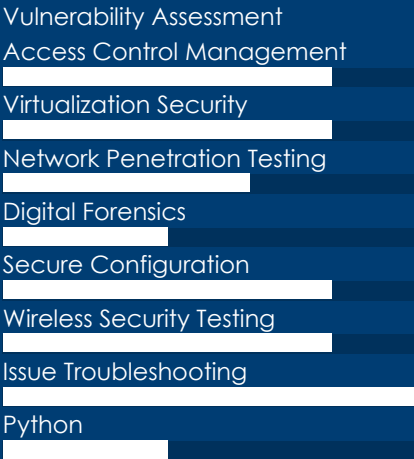 Vulnerability Assessment
Access Control Management
Virtualization Security
Network Penetration Testing
Digital Forensics
Secure Configuration
Wireless Security Testing
Issue Troubleshooting
Python